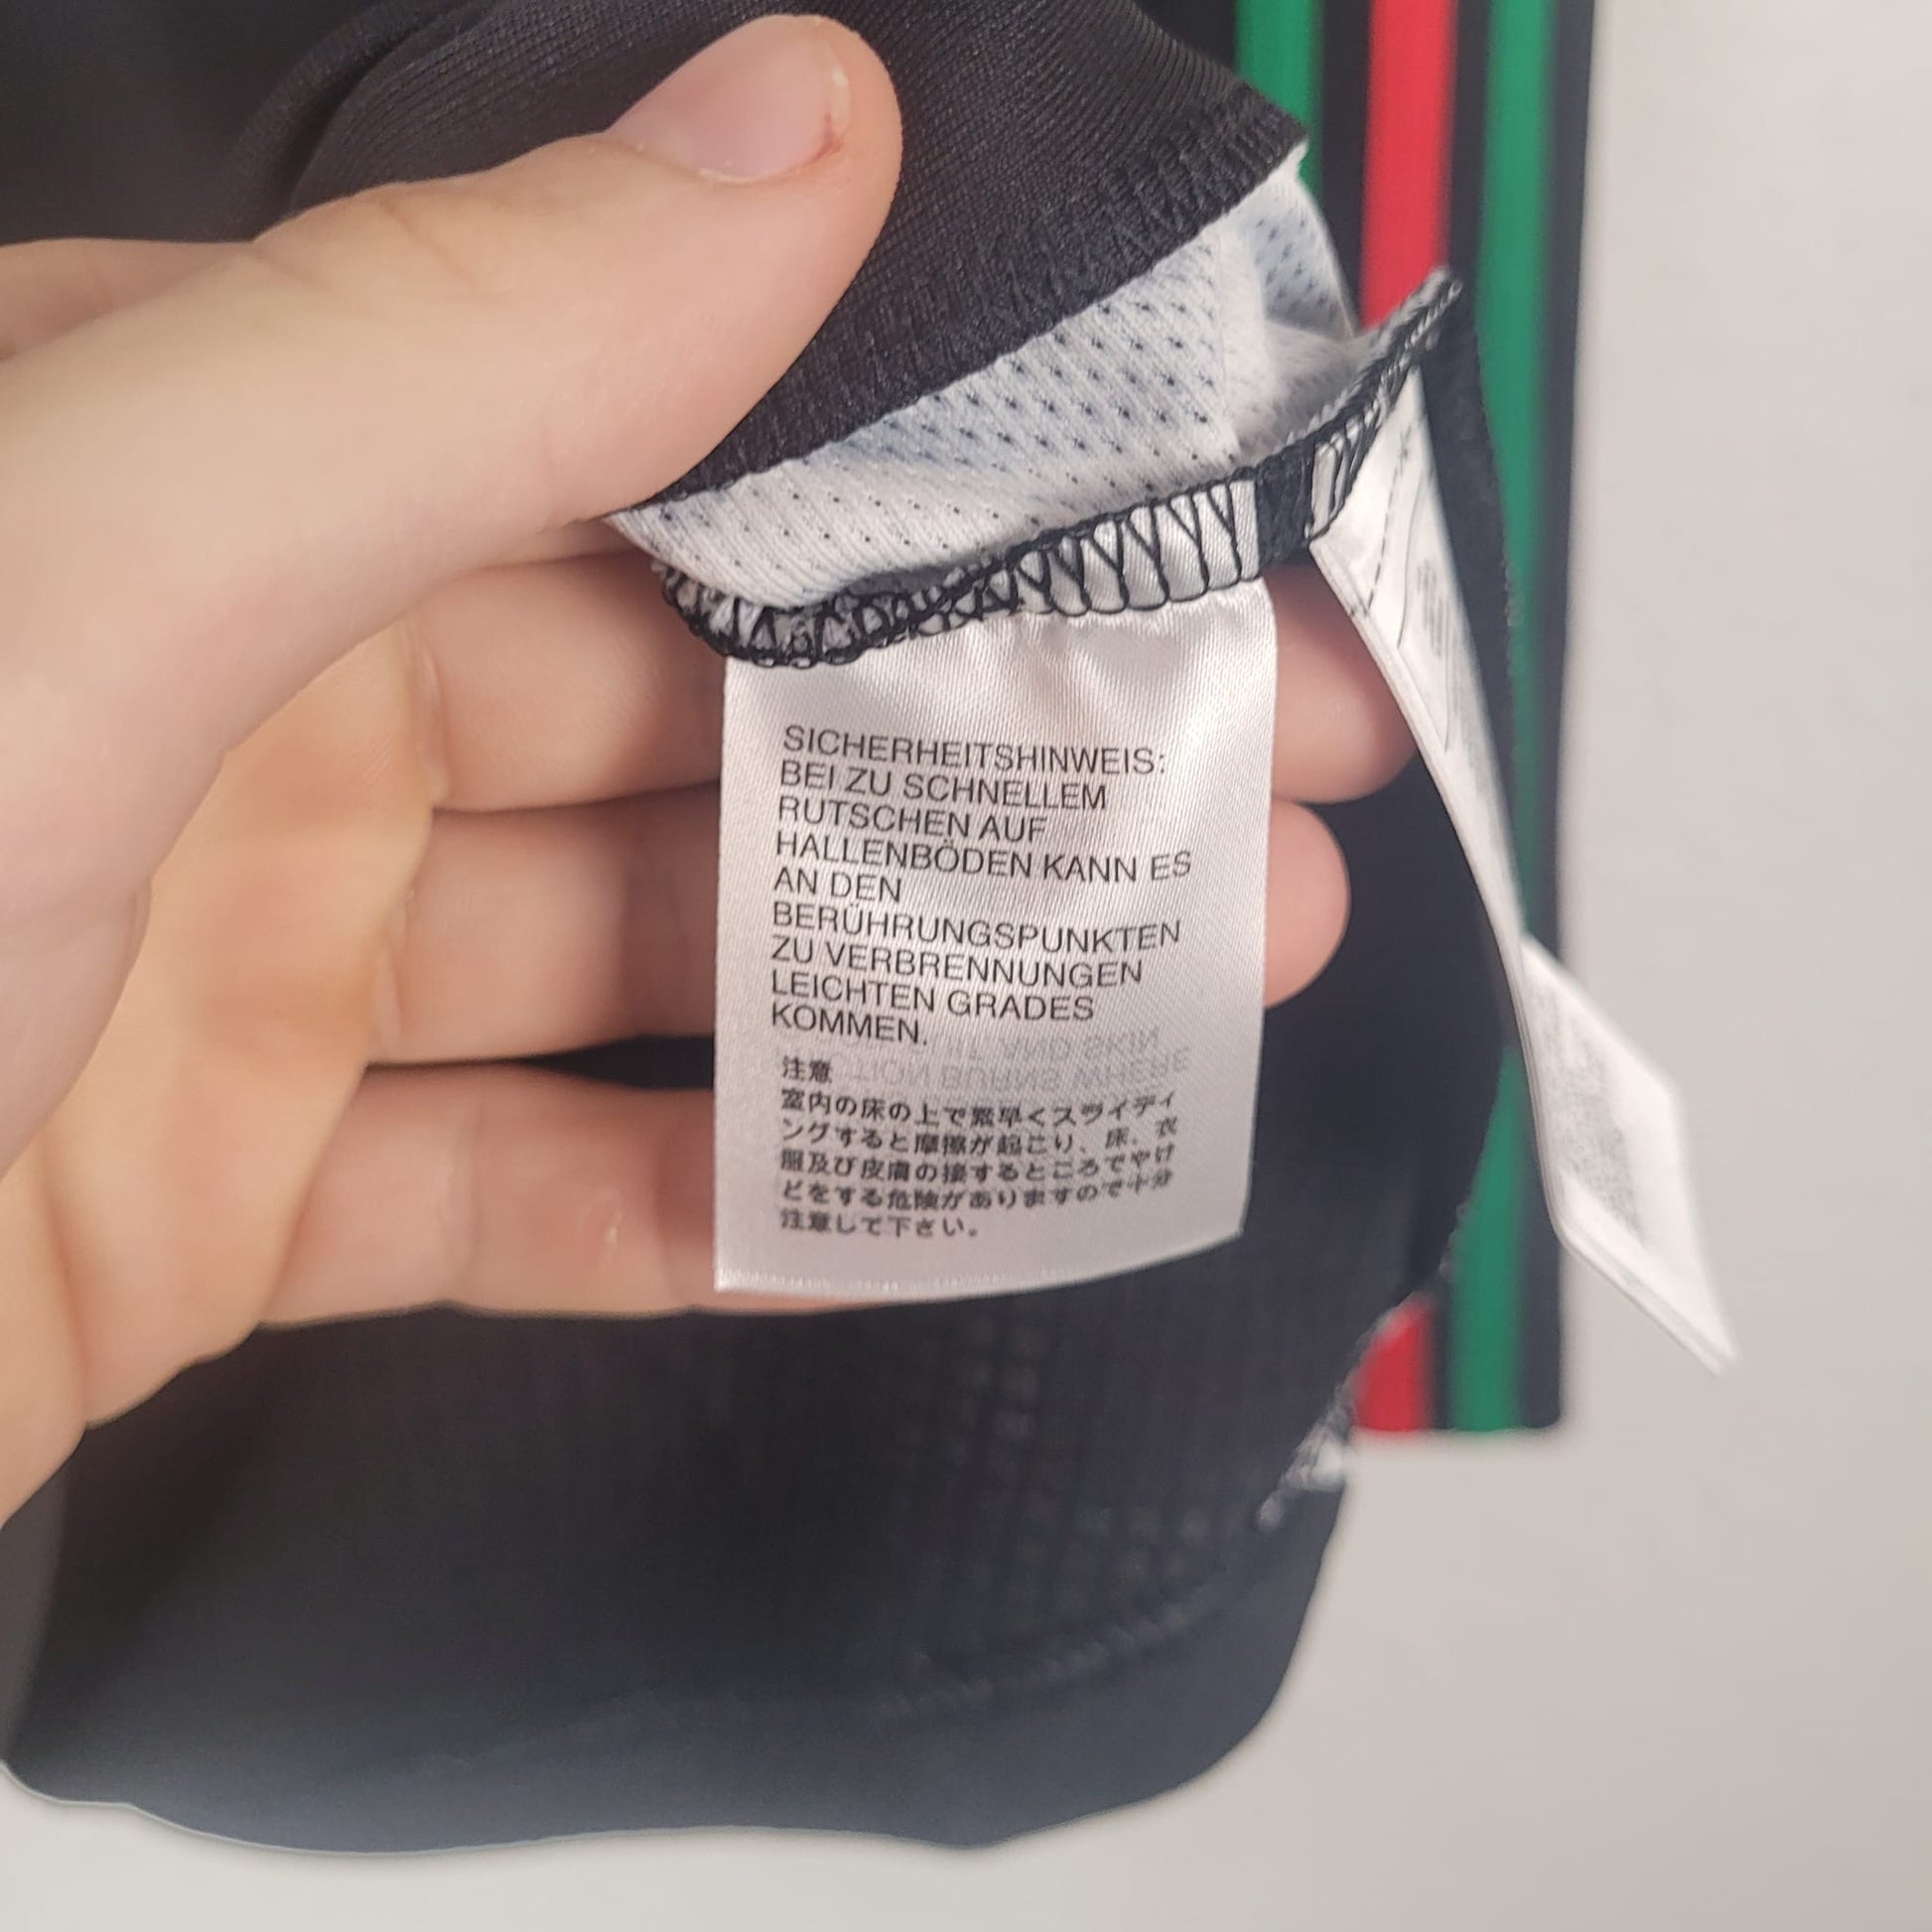 SICHERHEITSHINWEIS:
BEI ZU SCHNELLEM
RUTSCHEN AUF
HALLENBÖDEN KANN ES
AN DEN
BERÜHRUNGSPUNKTEN
ZU VERBRENNUNGEN
LEICHTEN GRADES
KOMMEN.
注意
室内の床の上で素早くスライディ
ングすると摩擦が起こり、床、衣
服及び皮膚の接するところでやけ
どをする危険がありますので十分
注意して下さい。